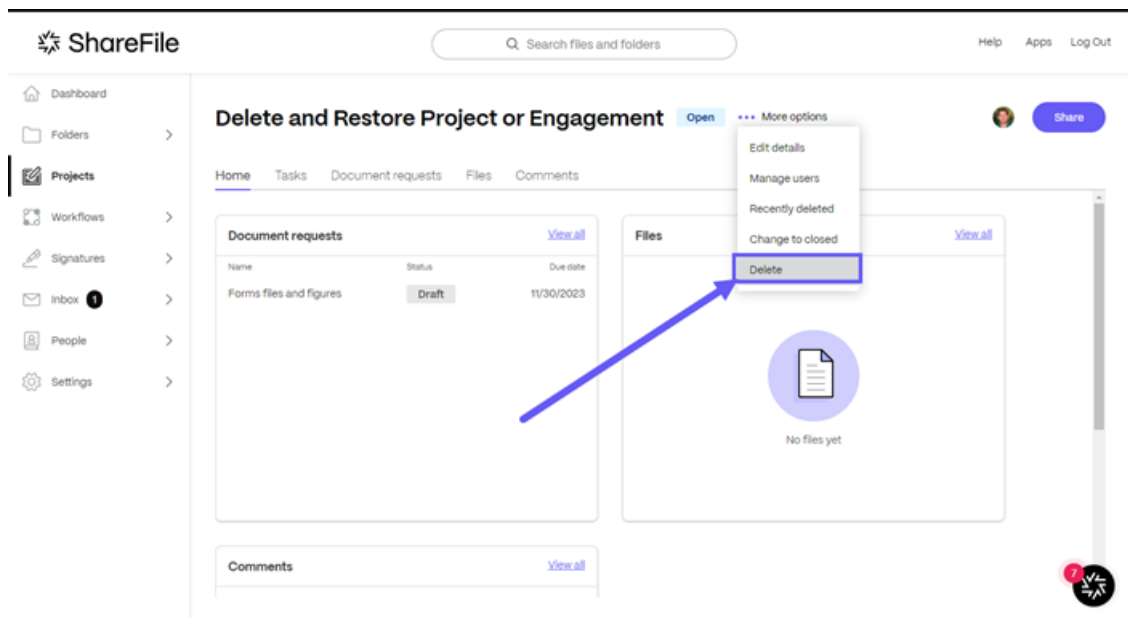 ShareFile
Search files and folders
Help Apps Log Out
Dashboard
Folders
Projects
Workflows
Signatures
Inbox 1
People
Settings
Delete and Restore Project or Engagement Open ••• More options Share
Edit details
Manage users
Recently deleted
Change to closed
Delete
Home Tasks Document requests Files Comments
Document requests View all
Name Status Due date
Forms files and figures Draft 11/30/2023
Files View all
No files yet
Comments View all
7